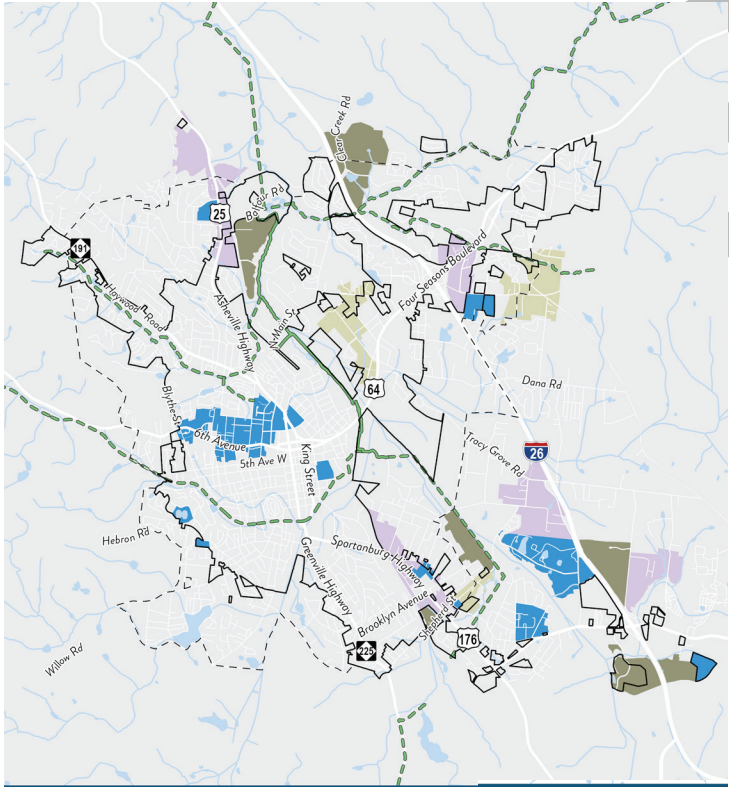 Clear Creek Rd
Balfour Rd
25
191
Haywood Road
Asheville Highway
N Main S
Four Seasons Boulevard
64
Dana Rd
Blythe St
6th Avenue
5th Ave W
King Street
Tracy Grove Rd
26
Hebron Rd
Spartanburg Highway
Greenville Highway
Brooklyn Avenue
Shepherd St
176
225
Willow Rd